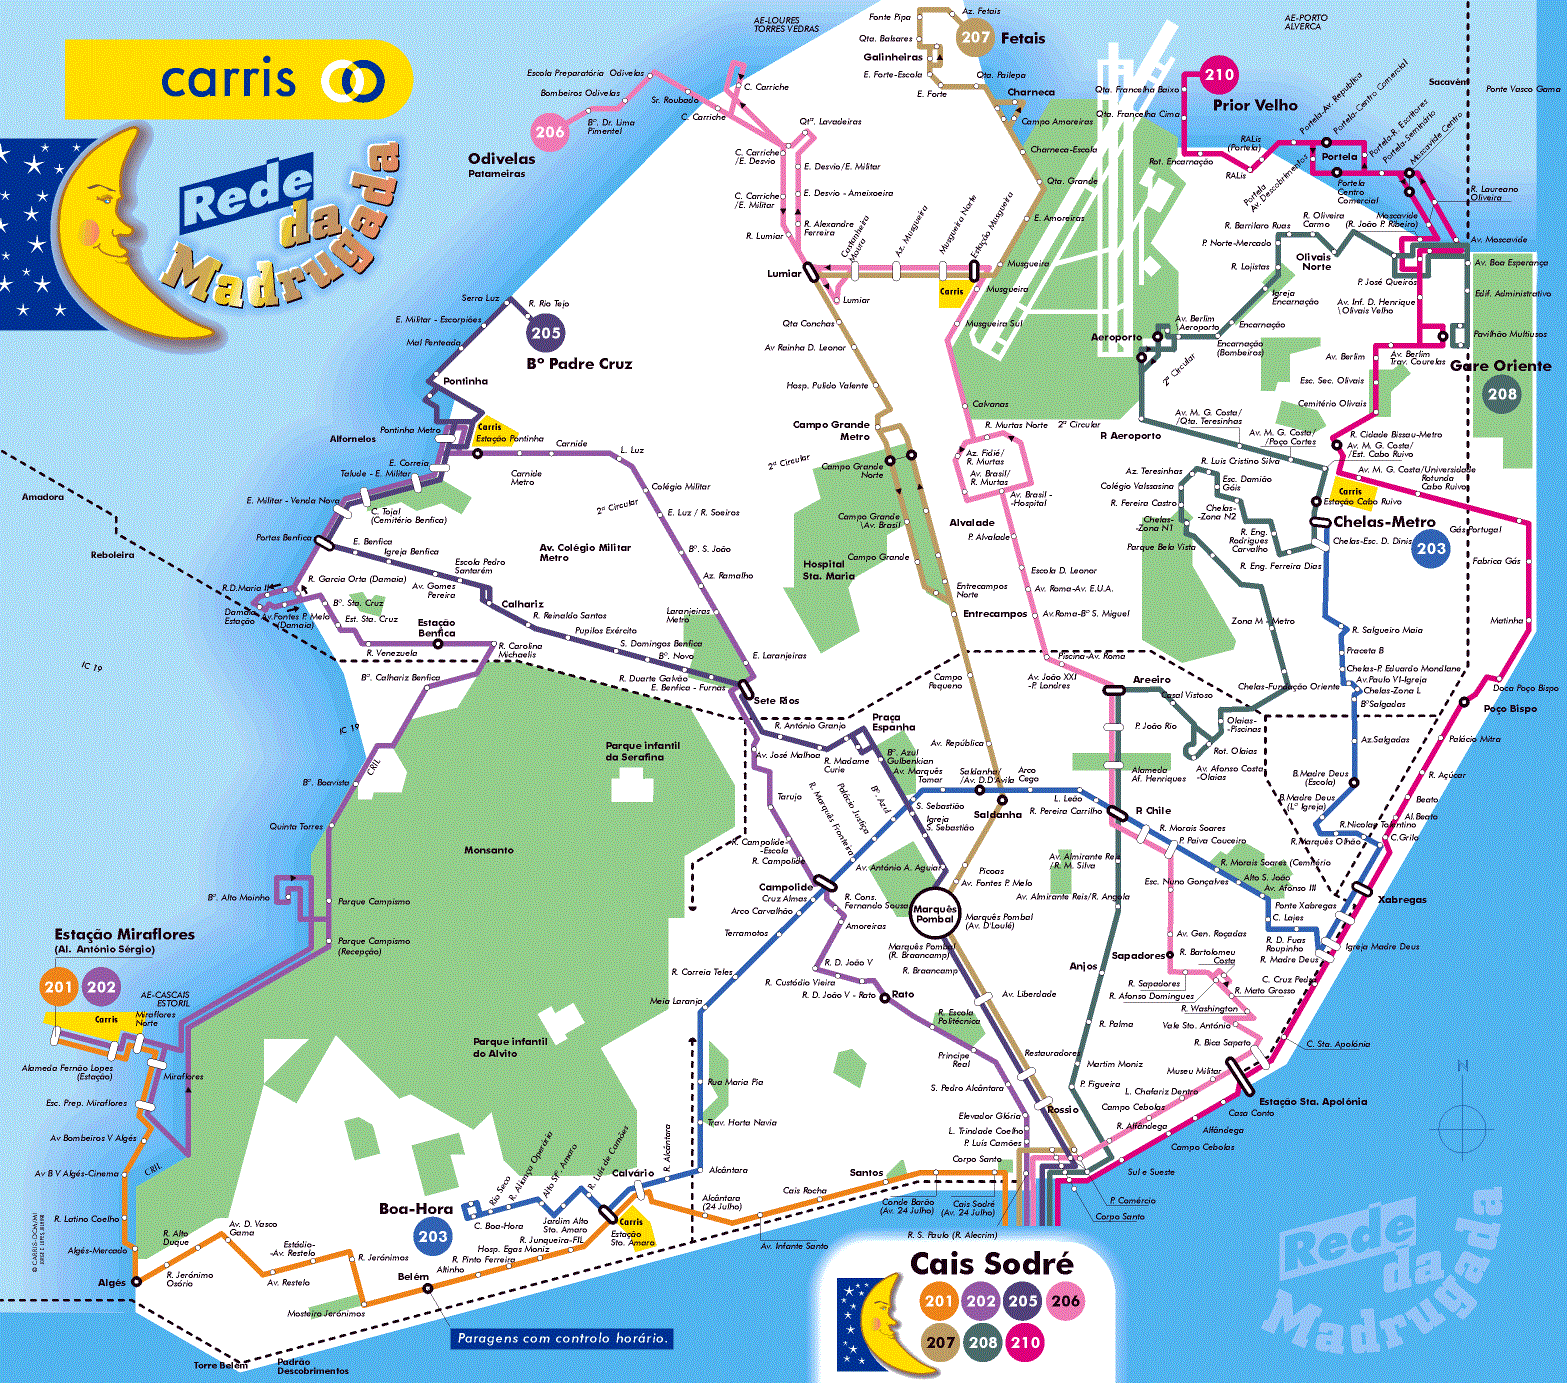 carris
Rede
da
Madrugada
AE-LOURES
TORRES VEDRAS
AE-PORTO
ALVERCA
Fonte Pipa
Az. Fetais
207
Fetais
Qta. Balsares
Galinheiras
E. Forte-Escola
E. Forte
Qta. Pailepa
Charneca
Campo Amoreiras
Charneca-Escola
Qta. Grande
E. Amoreiras
Musgueira
Musgueira
Musgueira Sul
Calvanas
Escola Preparatória Odivelas
Bombeiros Odivelas
206
Bº. Dr. Lima
Pimentel
Odivelas
Patameiras
Sr. Roubado
C. Carriche
C. Carriche
Qtª. Lavadeiras
C. Carriche
/E. Desvio
E. Desvio/E. Militar
C. Carriche
/E. Militar
E. Desvio - Ameixoeira
R. Lumiar
R. Alexandre
Ferreira
Castanheira
Moura
Az. Musgueira
Musgueira Norte
Estação Musgueira
Lumiar
Lumiar
Carris
Qta Conchas
Av Rainha D. Leonor
Hosp. Pulido Valente
Campo Grande
Metro
2ª Circular
Campo Grande
Norte
Campo Grande
\Av. Brasil
Campo Grande
Hospital
Sta. Maria
Entrecampos
Norte
Entrecampos
Campo
Pequeno
Av. República
R. Murtas Norte
2ª Circular
Az. Fidié/
R. Murtas
Av. Brasil/
R. Murtas
Av. Brasil -
-Hospital
Alvalade
P. Alvalade
Escola D. Leonor
Av. Roma-Av. E.U.A.
Av.Roma-Bº S. Miguel
Piscina-Av. Roma
Av. João XXI
-P. Londres
210
Prior Velho
Qta. Francelha Baixo
Qta. Francelha Cima
Rot. Encarnação
RALis
(Portela)
RALis
Portela-Av. Republica
Portela-Centro Comercial
Portela-R. Escritores
Portela-Seminário
Moscavide Centro
Portela
Portela
Av. Descobrimentos
Portela
Centro
Comercial
Sacavém
Ponte Vasco Gama
R. Laureano
Oliveira
Moscavide
(R. João P. Ribeiro)
Av. Moscavide
Av. Boa Esperança
Edif. Administrativo
Pavilhão Multiusos
Gare Oriente
208
R. Barrilaro Ruas
R. Oliveira
Carmo
P. Norte-Mercado
Olivais
Norte
R. Lojistas
Igreja
Encarnação
Encarnação
Encarnação
(Bombeiros)
Av. Berlim
\Aeroporto
Aeroporto
2ª Circular
P. José Queiros
Av. Inf. D. Henrique
\Olivais Velho
Av. Berlim
Av. Berlim
Trav. Courelas
Esc. Sec. Olivais
Cemitério Olivais
R. Cidade Bissau-Metro
Av. M. G. Costa/
/Est. Cabo Ruivo
Av. M. G. Costa/Universidade
Rotunda
Cabo Ruivo
R Aeroporto
Av. M. G. Costa/
/Qta. Teresinhas
Av. M. G. Costa/
/Poço Cortes
R. Luis Cristino Silva
Az. Teresinhas
Colégio Valssasina
R. Pereira Castro
Esc. Damião
Góis
Chelas-
-Zona N2
Chelas-
-Zona N1
Parque Bela Vista
R. Eng.
Rodrigues
Carvalho
R. Eng. Ferreira Dias
Carris
Estação Cabo Ruivo
Chelas-Metro
203
Chelas-Esc. D. Dinis
Gás Portugal
Fabrica Gás
Matinha
Doca Poço Bispo
Poço Bispo
Palácio Mitra
R. Açúcar
Beato
Al.Beato
C. Grilo
Xabregas
Igreja Madre Deus
Zona M - Metro
R. Salgueiro Maia
Praceta B
Chelas-P. Eduardo Mondlane
Av.Paulo VI-Igreja
Chelas-Zona L
BºSalgadas
Az.Salgadas
Chelas-Fundação Oriente
B.Madre Deus
(Escola)
B.Madre Deus
(Lª Igreja)
R.Nicolau Tolentino
R.Marquês Olhão
Areeiro
Casal Vistoso
Olaias-
-Piscinas
Rot. Olaias
Av. Afonso Costa
-Olaias
P. João Rio
Alameda
Af. Henriques
R Chile
R. Morais Soares
P. Paiva Couceiro
R. Morais Soares (Cemitério
Alto S. João
Av. Afonso III
Ponte Xabregas
C. Lajes
R. D. Fuas
Roupinho
R. Madre Deus
C. Cruz Pedra
Serra Luz
R. Rio Tejo
E. Militar - Escorpiões
205
Mal Penteada
Bº Padre Cruz
Pontinha
Pontinha Metro
Alfornelos
Carris
Estação Pontinha
Carnide
L. Luz
E. Correia
Talude - E. Militar
Carnide
Metro
Colégio Militar
2ª Circular
E. Luz / R. Soeiros
E. Militar - Venda Nova
C. Tojal
(Cemitério Benfica)
Amadora
Reboleira
Portas Benfica
E. Benfica
Igreja Benfica
Escola Pedro
Santarém
Av. Gomes
Pereira
Calhariz
R. Reinaldo Santos
Pupilos Exército
S. Domingos Benfica
Bº. Novo
R. Duarte Galvão
E. Benfica - Furnas
Av. Colégio Militar
Metro
Bº. S. João
Az. Ramalho
Laranjeiras
Metro
E. Laranjeiras
Sete Rios
R. Garcia Orta (Damaia)
R.D.Maria II
Damaia
Estação
Av.Fontes P. Melo
(Damaia)
Bº. Sta. Cruz
Est. Sta. Cruz
Estação
Benfica
R. Venezuela
R. Carolina
Michaelis
Bº. Calhariz Benfica
IC 19
IC 19
CRIL
Bº. Boavista
Quinta Torres
Bº. Alto Moinho
Parque Campismo
Parque Campismo
(Recepção)
Monsanto
Parque infantil
da Serafina
Parque infantil
do Alvito
Praça
Espanha
R. António Granjo
Av. José Malhoa
R. Madame
Curie
Bº. Azul
Gulbenkian
Av. Marquês
Tomar
Saldanha/
/Av. D.D'Ávila
Arco
Cego
L. Leão
R. Pereira Carrilho
Saldanha
S. Sebastião
Igreja
S. Sebastião
Bº. Azul
Palácio Justiça
R. Marquês Fronteira
Tarujo
R. Campolide
-Escola
R. Campolide
Campolide
Cruz Almas
Arco Carvalhão
Terramotos
R. Correia Teles
Meia Laranja
Av. António A. Aguiar
Picoas
Av. Fontes P. Melo
Marquês
Pombal
Marquês Pombal
(Av. D'Loulé)
Marquês Pombal
(R. Braancamp)
R. Braancamp
R. Cons.
Fernando Sousa
Amoreiras
R. D. João V
R. Custódio Vieira
R. D. João V - Rato
Rato
R. Escola
Politécnica
Principe
Real
S. Pedro Alcântara
Elevador Glória
L. Trindade Coelho
P. Luís Camões
Corpo Santo
Av. Liberdade
Restauradores
Rossio
Av. Almirante Reis
/R. M. Silva
Av. Almirante Reis/R. Angola
Anjos
R. Palma
Martim Moniz
P. Figueira
Esc. Nuno Gonçalves
Av. Gen. Roçadas
Sapadores
R. Bartolomeu
Costa
R. Sapadores
R. Afonso Domingues
R. Mato Grosso
R. Washington
Vale Sto. António
R. Bica Sapato
Museu Militar
L. Chafariz Dentro
Campo Cebolas
R. Alfândega
C. Sta. Apolónia
Estação Sta. Apolónia
Casa Conto
Alfândega
Campo Cebolas
Sul e Sueste
P. Comércio
Corpo Santo
N
Estação Miraflores
(Al. António Sérgio)
201
202
AE-CASCAIS
ESTORIL
Carris
Miraflores
Norte
Alameda Fernão Lopes
(Estação)
Miraflores
Esc. Prep. Miraflores
Av Bombeiros V Algés
CRIL
Av B V Algés-Cinema
R. Latino Coelho
Algés-Mercado
Algés
R. Alto
Duque
R. Jerónimo
Osório
Av. D. Vasco
Gama
Estádio-
-Av. Restelo
Av. Restelo
R. Jerónimos
Mosteiro Jerónimos
Belém
Altinho
R. Pinto Ferreira
Hosp. Egas Moniz
R. Junqueira-FIL
Boa-Hora
203
Rio Seco
R. Aliança Operária
Alto Stº. Amaro
R. Luís de Camões
C. Boa-Hora
Jardim Alto
Sto. Amaro
Calvário
R. Alcântara
Carris
Estação
Sto. Amaro
Rua Maria Pia
Trav. Horta Navia
Alcântara
Alcântara
(24 Julho)
Av. Infante Santo
Cais Rocha
Santos
Conde Barão
(Av. 24 Julho)
Cais Sodré
(Av. 24 Julho)
R. S. Paulo (R. Alecrim)
Torre Belém
Padrão
Descobrimentos
Paragens com controlo horário.
Cais Sodré
201 202 205 206
207 208 210
Rede
da
Madrugada